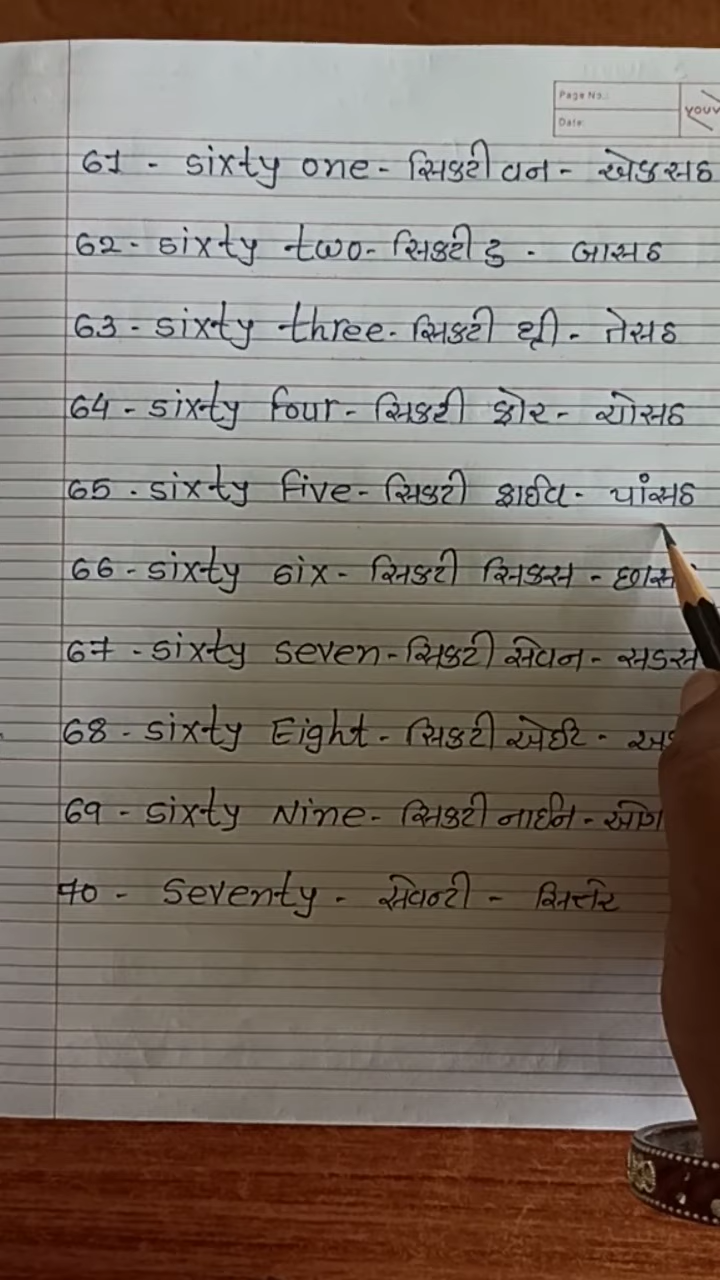 Page No.:
YOUV
Date:
61 - sixty one - સિક્ટી વન - એકસઠ
62 - sixty two - સિક્ટી ટુ - બાસઠ
63 - sixty three - સિક્ટી થ્રી - તેસઠ
64 - sixty four - સિક્ટી ફોર - ચોસઠ
65 - sixty Five - સિક્ટી ફાઈવ - પાંસઠ
66 - sixty six - સિક્ટી સિક્સ - છાસ
67 - sixty seven - સિક્ટી સેવન - સડસ
68 - sixty Eight - સિક્ટી એઈટ -
69 - sixty Nine - સિક્ટી નાઈન - ઓગ
70 - Seventy - સેવન્ટી - સિત્તેર